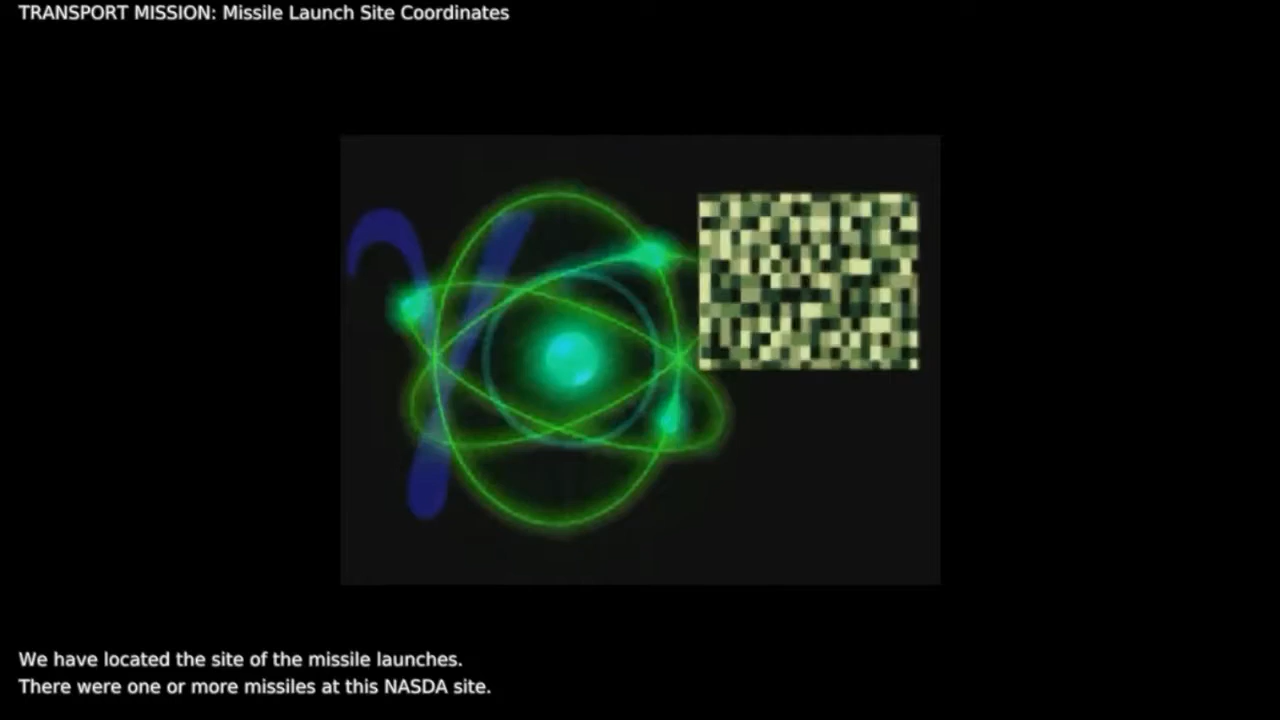 TRANSPORT MISSION: Missile Launch Site Coordinates
γ
We have located the site of the missile launches.
There were one or more missiles at this NASDA site.